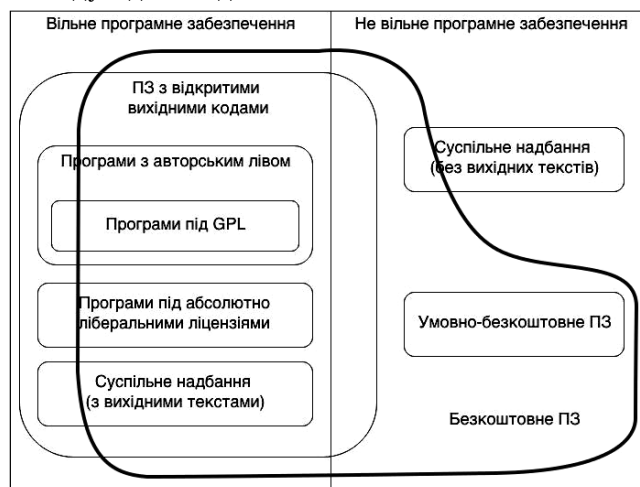 Вільне програмне забезпечення
Не вільне програмне забезпечення
ПЗ з відкритими
вихідними кодами
Програми з авторським лівом
Програми під GPL
Програми під абсолютно
ліберальними ліцензіями
Суспільне надбання
(з вихідними текстами)
Суспільне надбання
(без вихідних текстів)
Умовно-безкоштовне ПЗ
Безкоштовне ПЗ